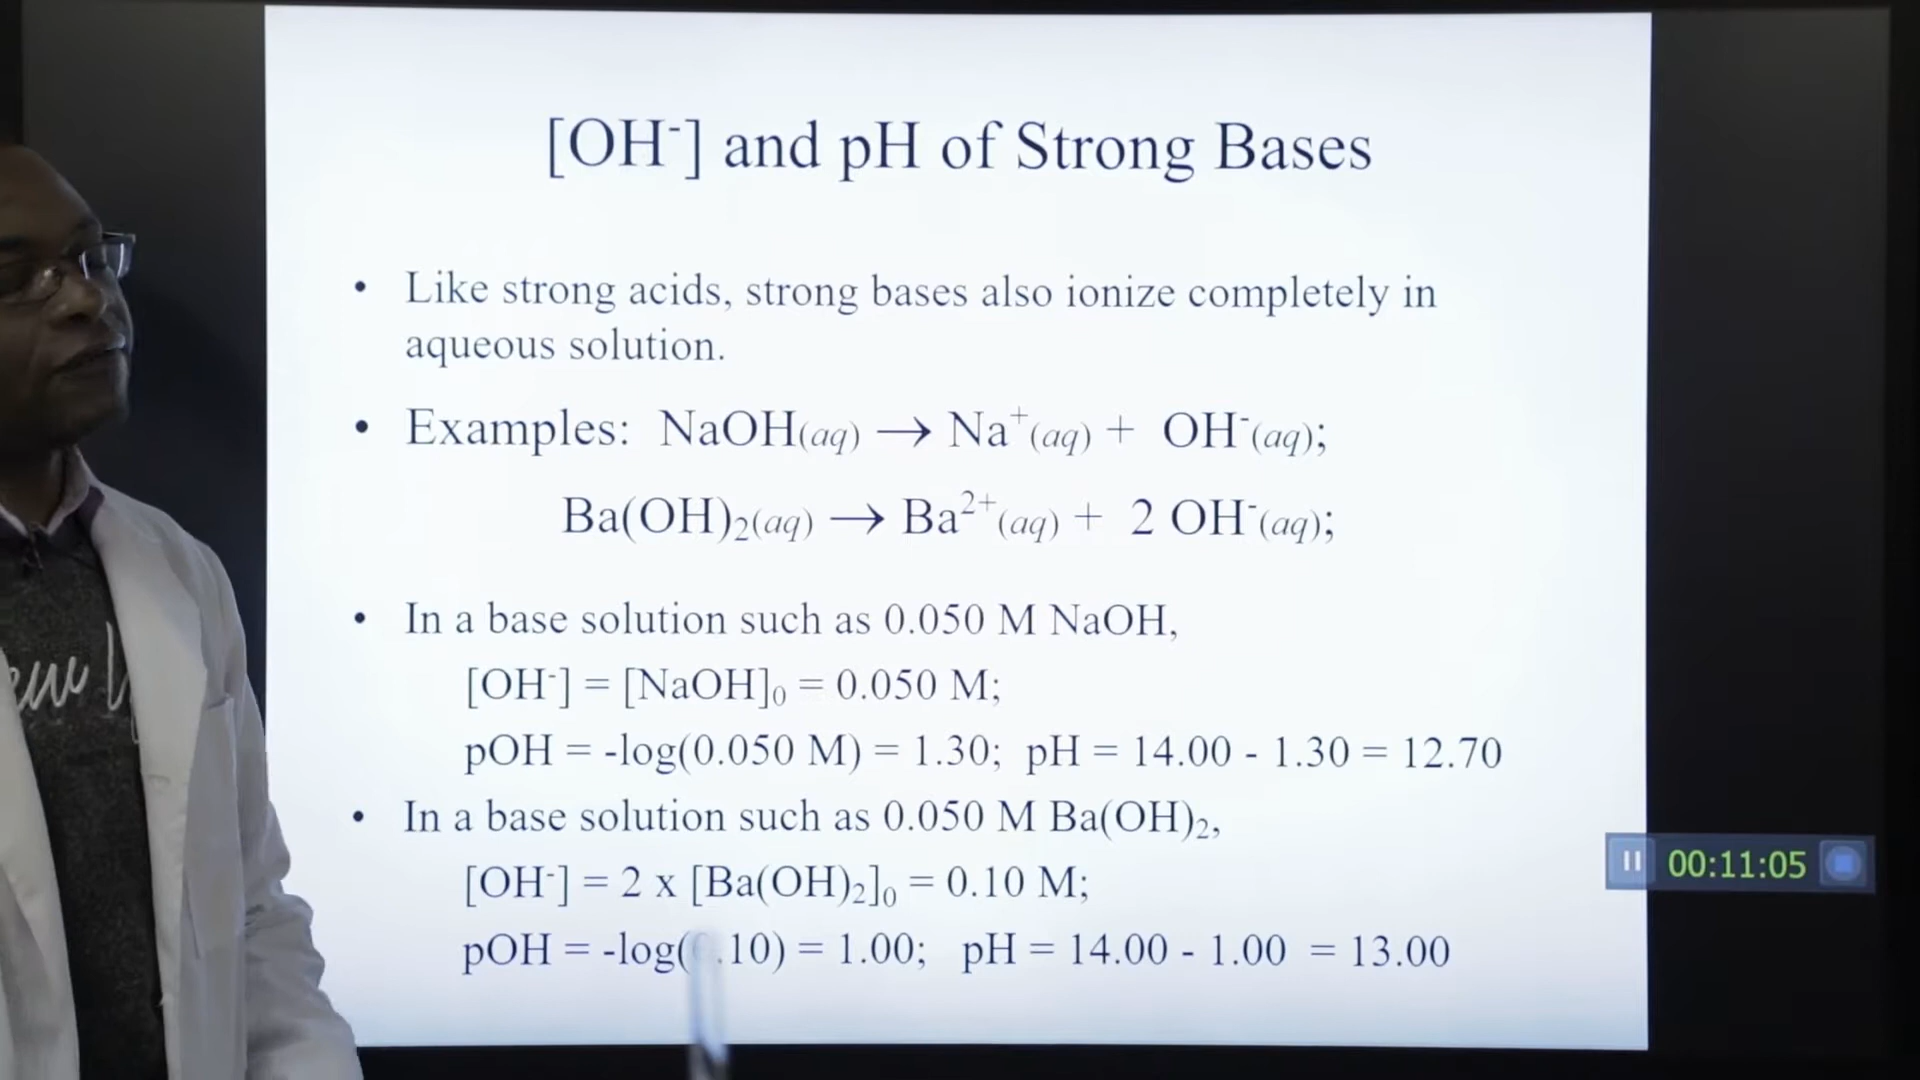 [OH⁻] and pH of Strong Bases
• Like strong acids, strong bases also ionize completely in
aqueous solution.
• Examples: NaOH(aq) → Na⁺(aq) + OH⁻(aq);
Ba(OH)₂(aq) → Ba²⁺(aq) + 2 OH⁻(aq);
• In a base solution such as 0.050 M NaOH,
[OH⁻] = [NaOH]₀ = 0.050 M;
pOH = -log(0.050 M) = 1.30; pH = 14.00 - 1.30 = 12.70
• In a base solution such as 0.050 M Ba(OH)₂,
[OH⁻] = 2 x [Ba(OH)₂]₀ = 0.10 M;
pOH = -log(0.10) = 1.00; pH = 14.00 - 1.00 = 13.00
00:11:05